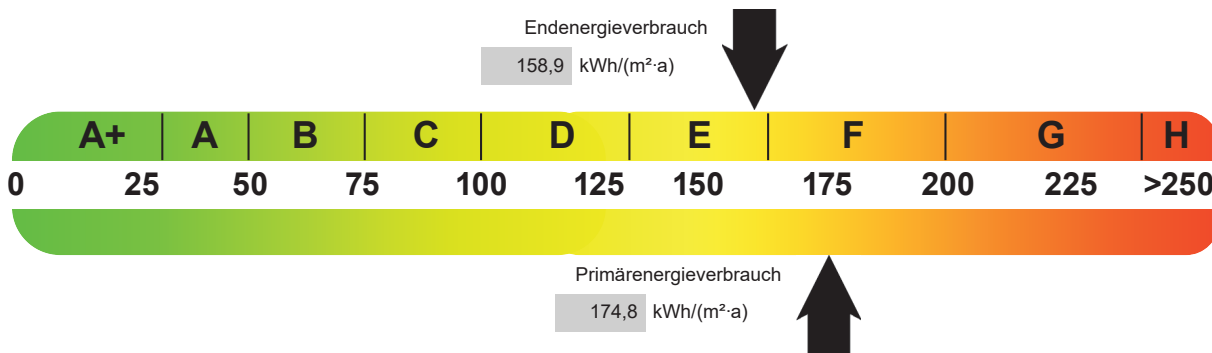 Endenergieverbrauch
158,9 kWh/(m²·a)
A+ A B C D E F G H
0 25 50 75 100 125 150 175 200 225 >250
Primärenergieverbrauch
174,8 kWh/(m²·a)